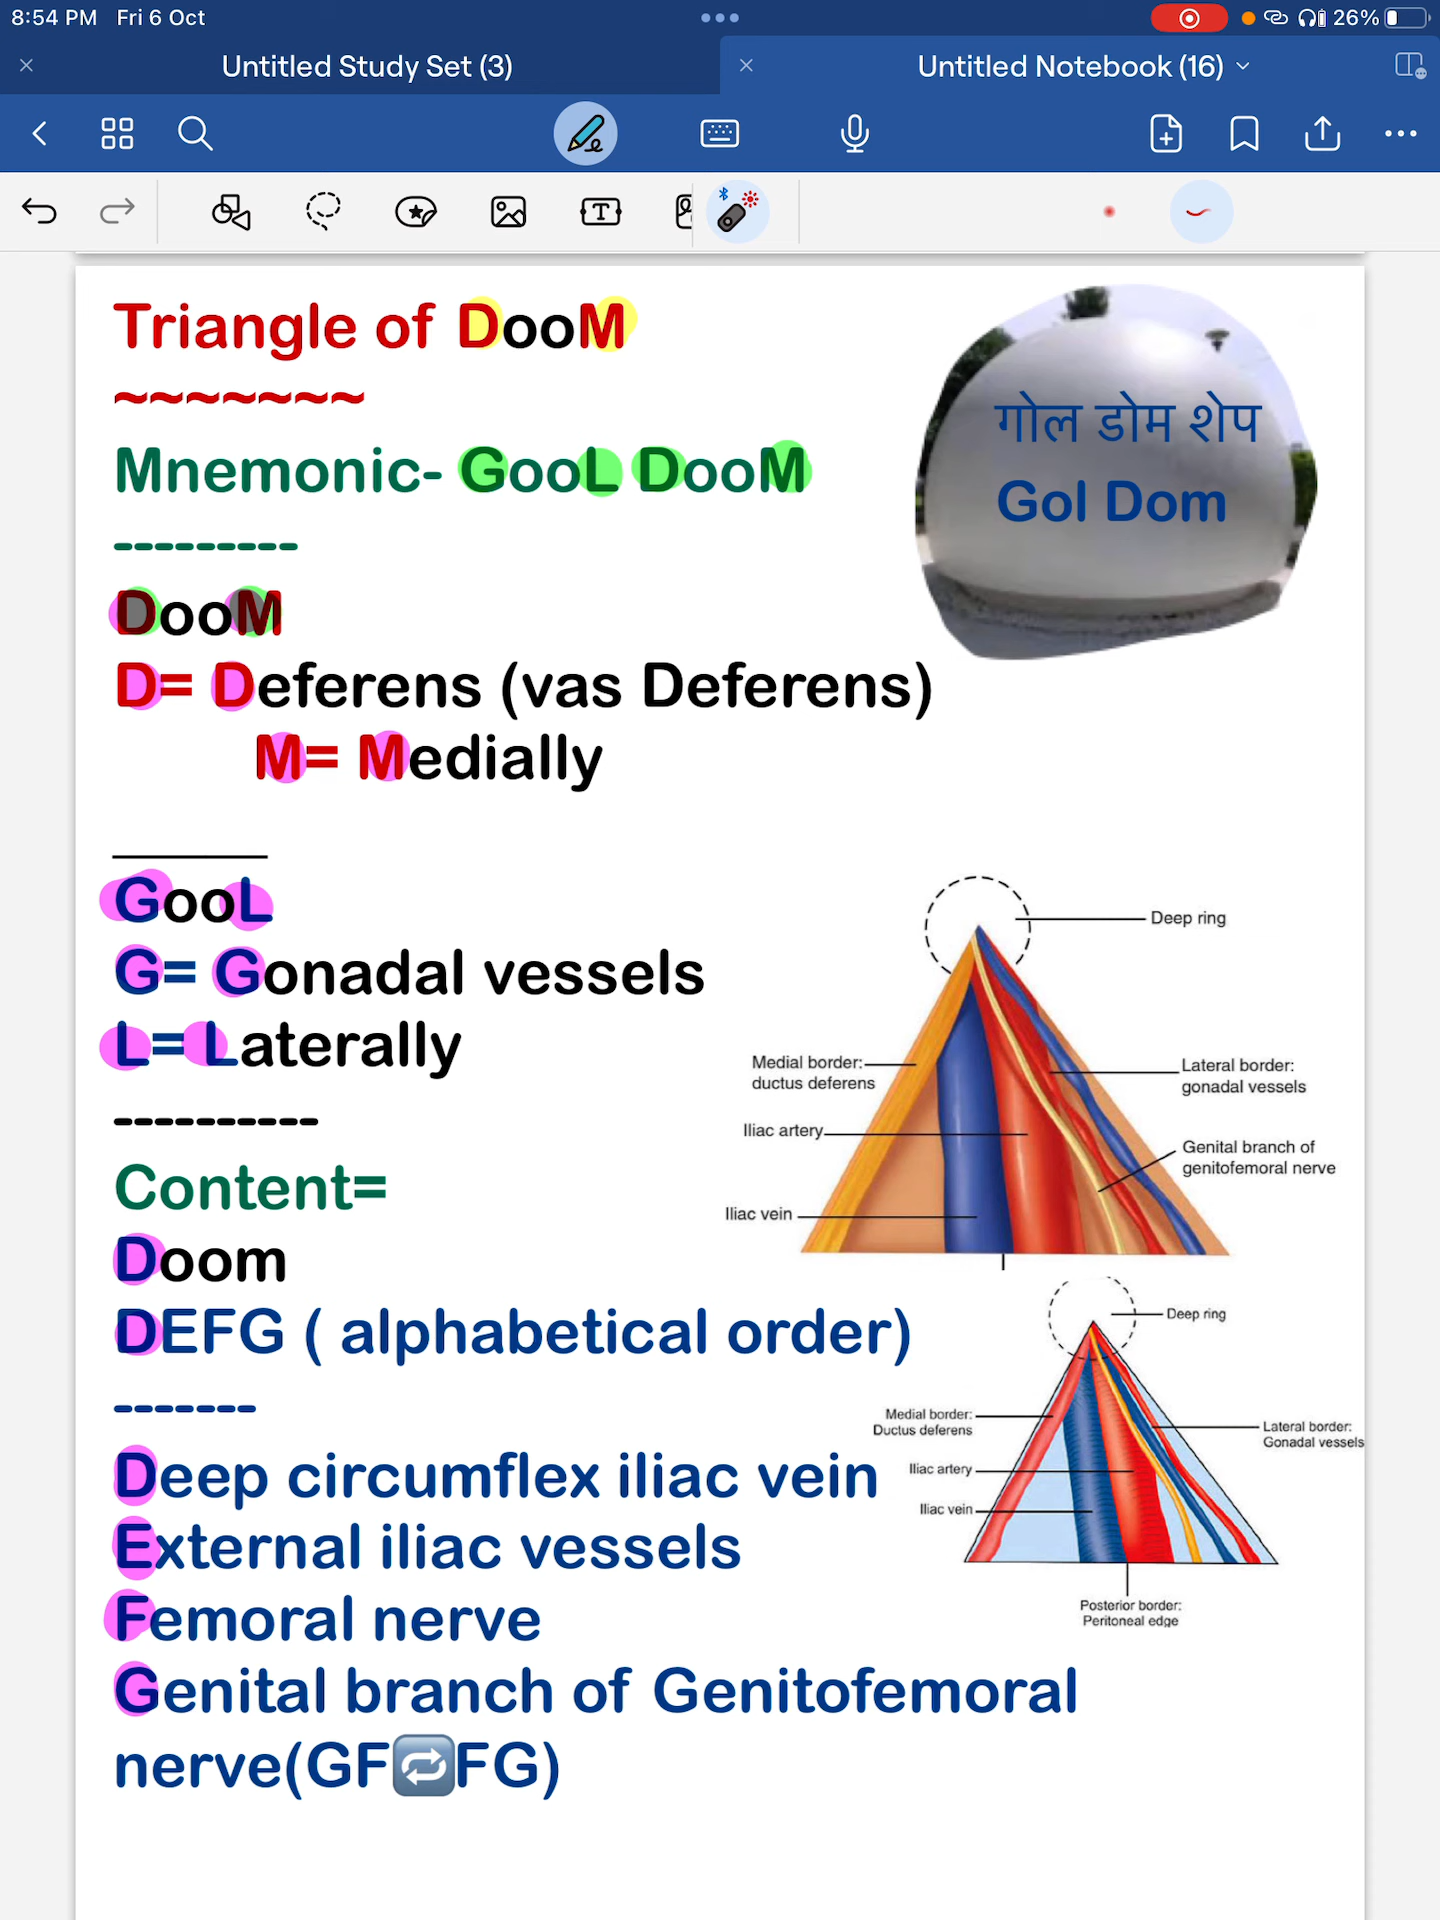 8:54 PM Fri 6 Oct
26%
Untitled Study Set (3)
Untitled Notebook (16)
Triangle of DooM
~~~~~~~
Mnemonic- GooL DooM
---------
गोल डोम शेप
Gol Dom
DooM
D= Deferens (vas Deferens)
M= Medially
GooL
G= Gonadal vessels
L= Laterally
----------
Content=
Doom
DEFG ( alphabetical order)
-------
Deep circumflex iliac vein
External iliac vessels
Femoral nerve
Genital branch of Genitofemoral
nerve(GF🔁FG)
Deep ring
Medial border:
ductus deferens
Iliac artery
Iliac vein
Lateral border:
gonadal vessels
Genital branch of
genitofemoral nerve
Deep ring
Medial border:
Ductus deferens
Iliac artery
Iliac vein
Lateral border:
Gonadal vessels
Posterior border:
Peritoneal edge